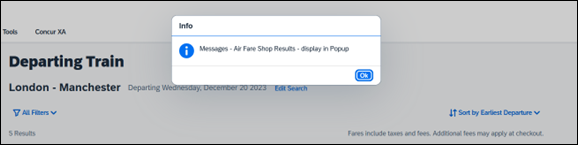 Info
Tools Concur XA
Messages - Air Fare Shop Results - display in Popup
Ok
Departing Train
London - Manchester Departing Wednesday, December 20 2023 Edit Search
All Filters Sort by Earliest Departure
5 Results Fares include taxes and fees. Additional fees may apply at checkout.